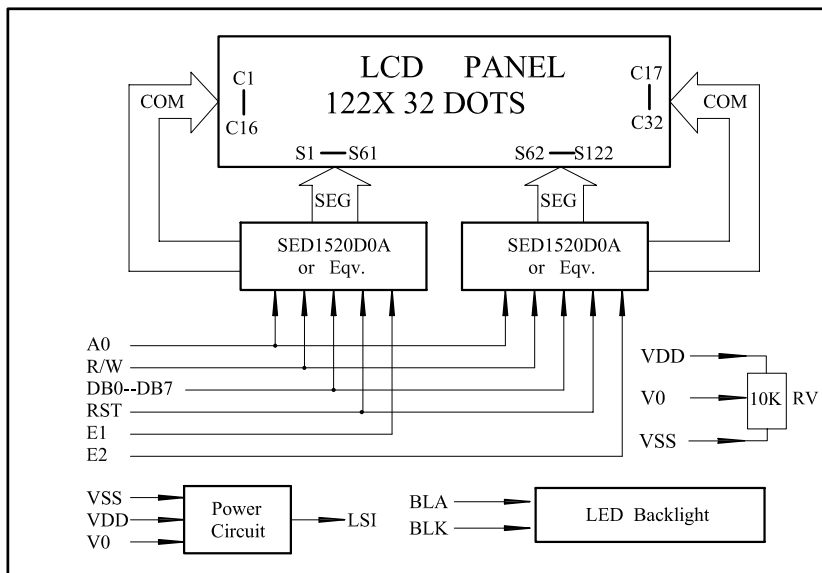 LCD PANEL
122X 32 DOTS
C1
C16
C17
C32
COM
COM
S1 S61
S62 S122
SEG
SEG
SED1520D0A
or Eqv.
SED1520D0A
or Eqv.
A0
R/W
DB0--DB7
RST
E1
E2
VDD
V0
VSS
10K
RV
VSS
VDD
V0
Power
Circuit
LSI
BLA
BLK
LED Backlight